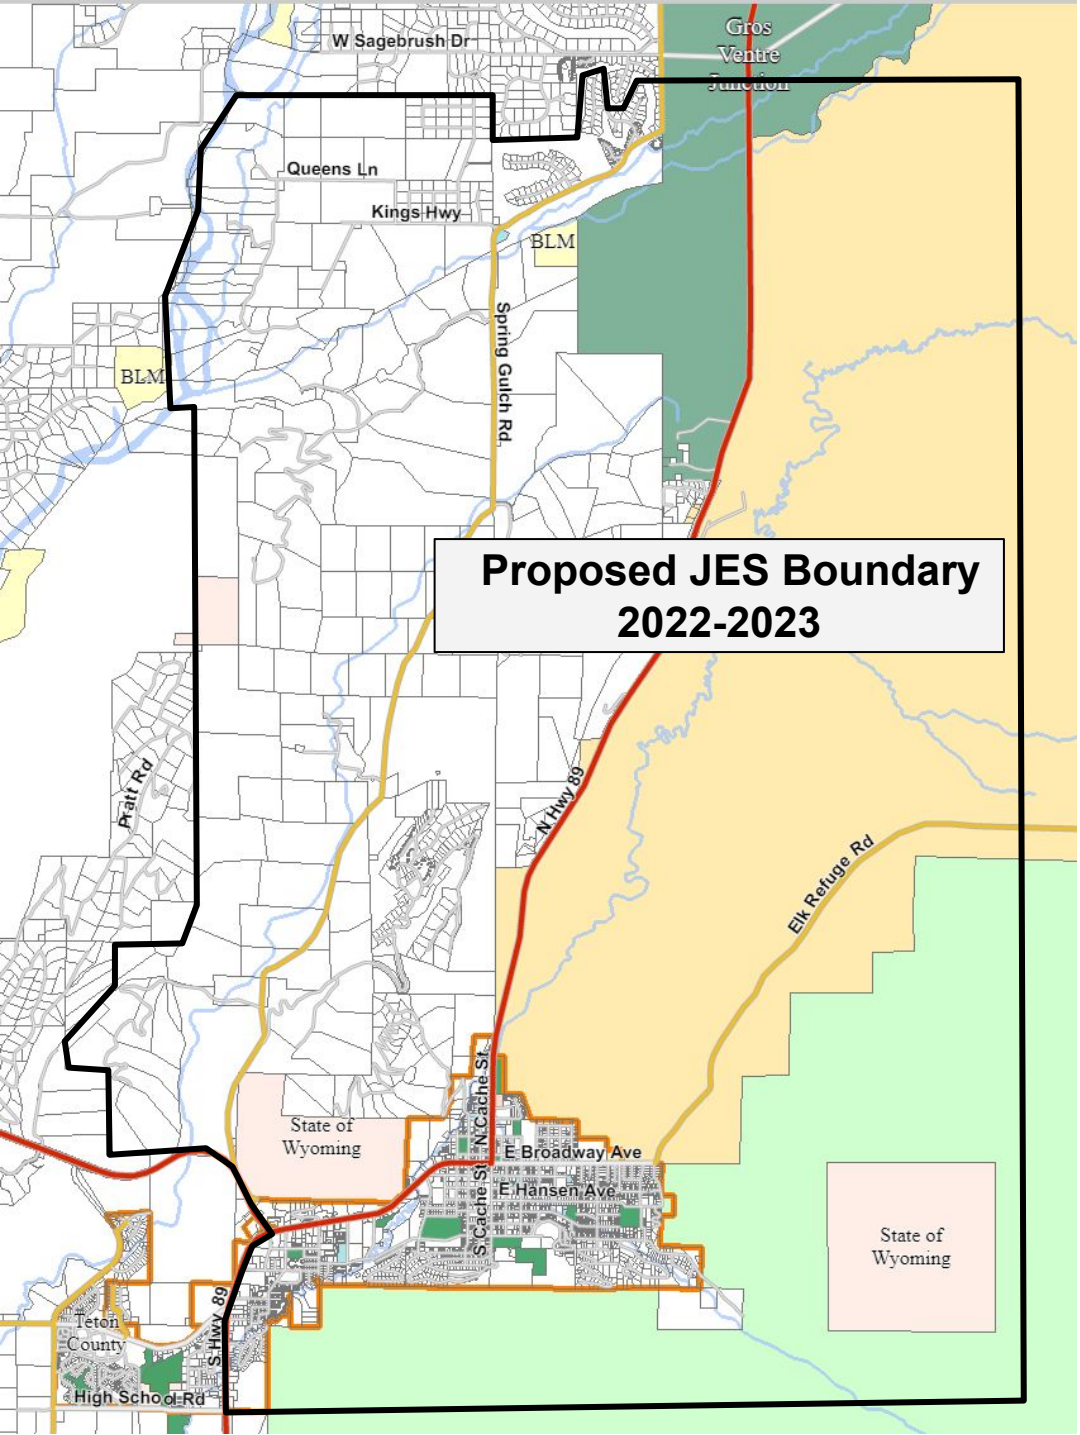 Gros
Ventre
Junction
W Sagebrush Dr
Queens Ln
Kings Hwy
BLM
Spring Gulch Rd
BLM
Proposed JES Boundary
2022-2023
Pratt Rd
N Hwy 89
Elk Refuge Rd
N Cache St
State of
Wyoming
E Broadway Ave
E Hansen Ave
S Cache St
State of
Wyoming
S Hwy 89
Teton
County
High School Rd